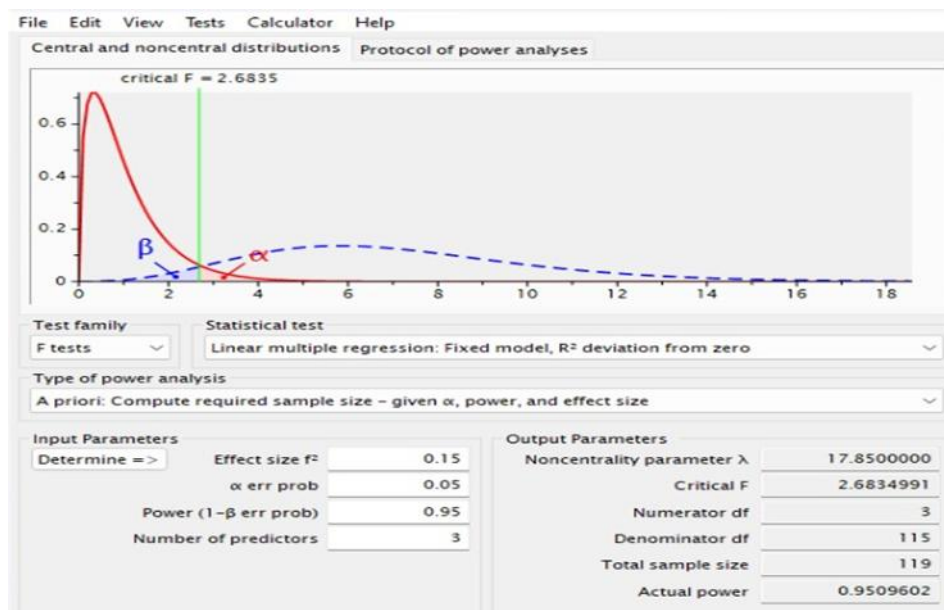 File Edit View Tests Calculator Help
Central and noncentral distributions Protocol of power analyses
critical F = 2.6835
0.6
0.4
0.2
β α
0
0 2 4 6 8 10 12 14 16 18
Test family Statistical test
F tests Linear multiple regression: Fixed model, R² deviation from zero
Type of power analysis
A priori: Compute required sample size – given α, power, and effect size
Input Parameters Output Parameters
Determine => Effect size f² 0.15 Noncentrality parameter λ 17.8500000
α err prob 0.05 Critical F 2.6834991
Power (1-β err prob) 0.95 Numerator df 3
Number of predictors 3 Denominator df 115
Total sample size 119
Actual power 0.9509602